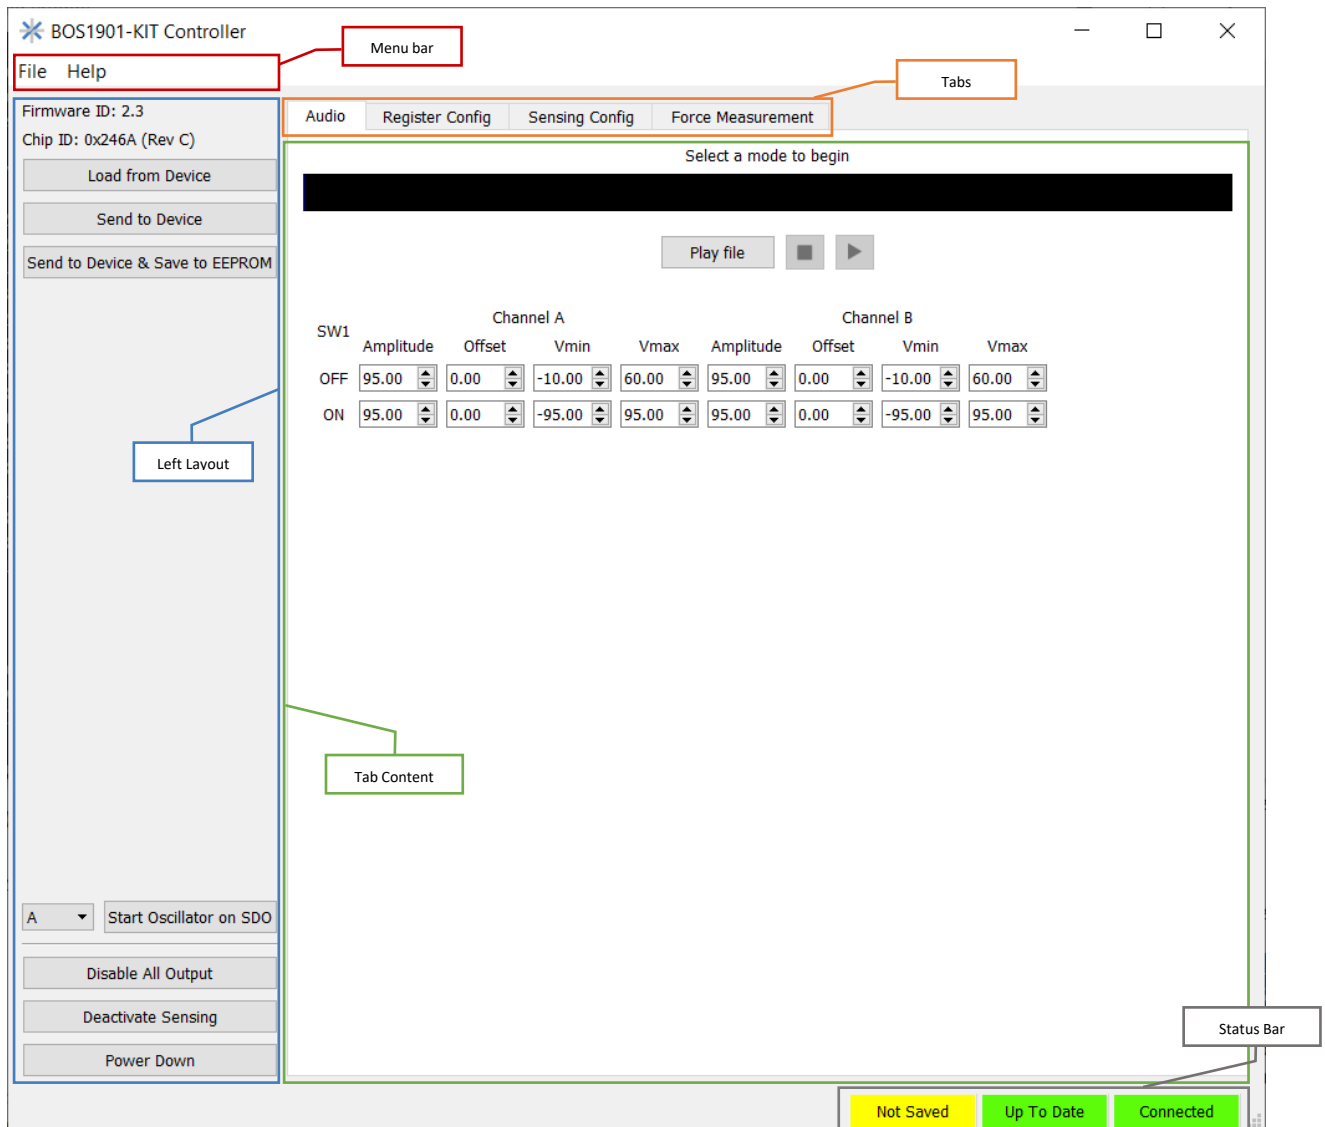 BOS1901-KIT Controller
Menu bar
File Help
Tabs
Firmware ID: 2.3
Chip ID: 0x246A (Rev C)
Load from Device
Send to Device
Send to Device & Save to EEPROM
Audio Register Config Sensing Config Force Measurement
Select a mode to begin
Play file
Channel A Channel B
SW1
Amplitude Offset Vmin Vmax Amplitude Offset Vmin Vmax
OFF 95.00 0.00 -10.00 60.00 95.00 0.00 -10.00 60.00
ON 95.00 0.00 -95.00 95.00 95.00 0.00 -95.00 95.00
Left Layout
Tab Content
A Start Oscillator on SDO
Disable All Output
Deactivate Sensing
Power Down
Status Bar
Not Saved Up To Date Connected